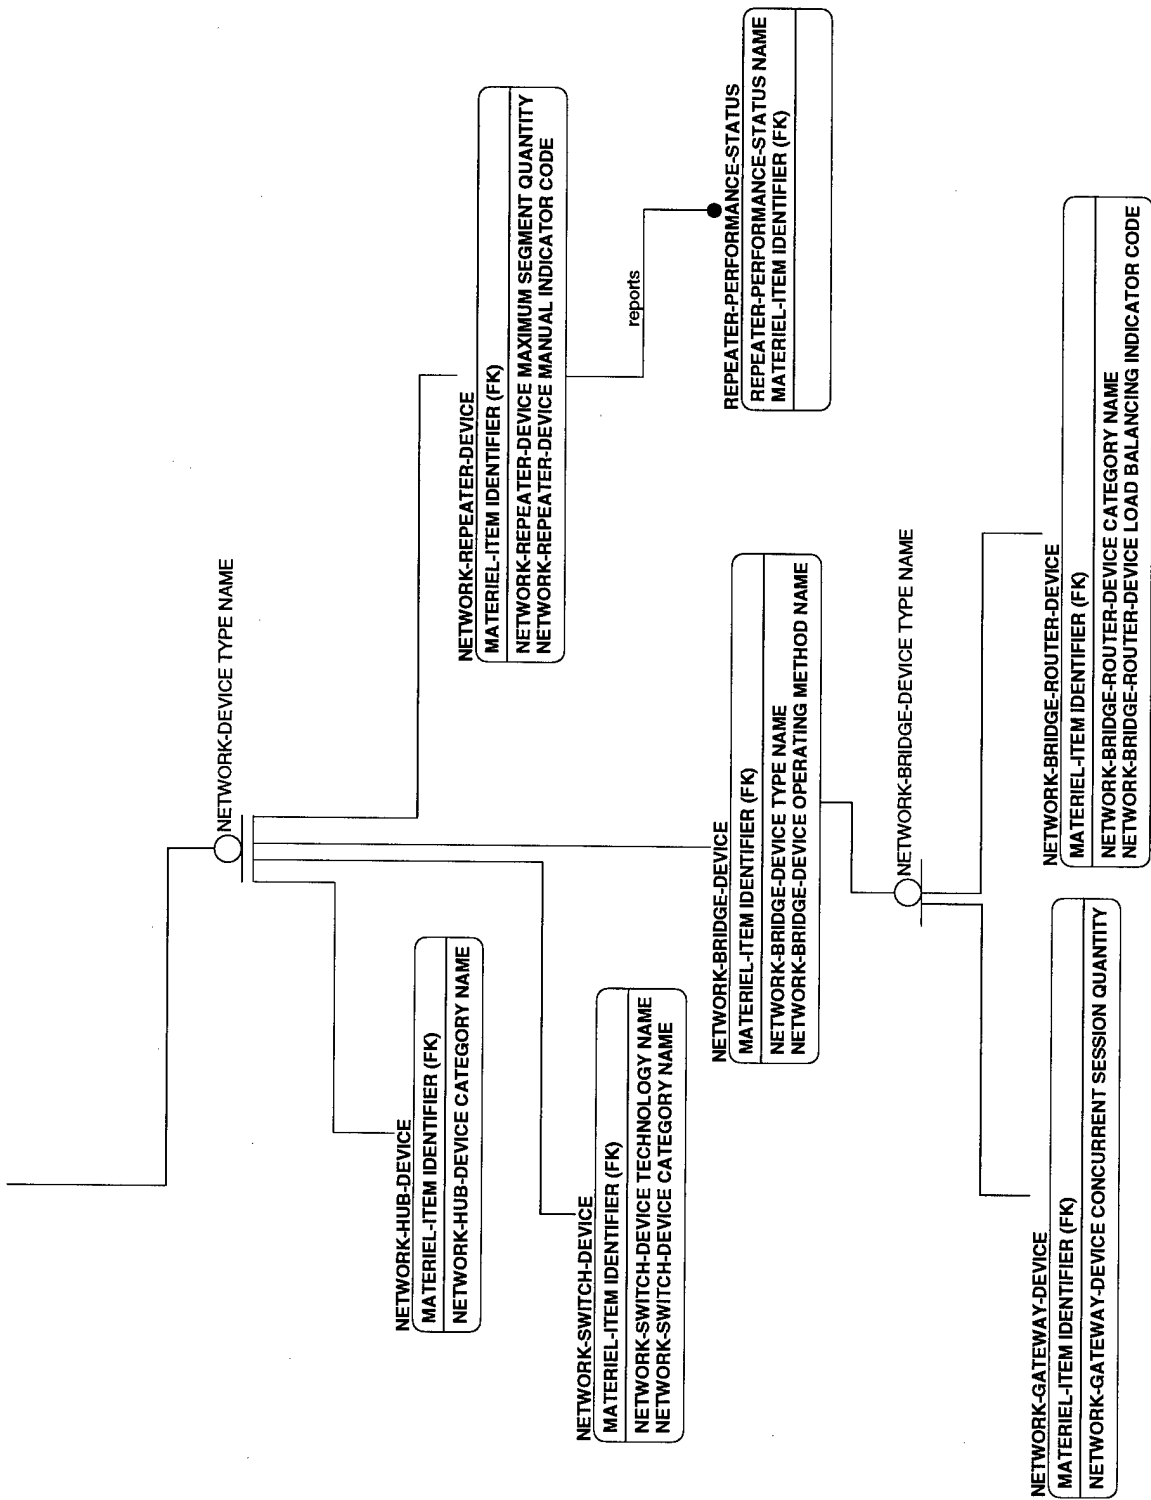 NETWORK-DEVICE TYPE NAME
NETWORK-HUB-DEVICE
MATERIEL-ITEM IDENTIFIER (FK)
NETWORK-HUB-DEVICE CATEGORY NAME
NETWORK-REPEATER-DEVICE
MATERIEL-ITEM IDENTIFIER (FK)
NETWORK-REPEATER-DEVICE MAXIMUM SEGMENT QUANTITY
NETWORK-REPEATER-DEVICE MANUAL INDICATOR CODE
NETWORK-SWITCH-DEVICE
MATERIEL-ITEM IDENTIFIER (FK)
NETWORK-SWITCH-DEVICE TECHNOLOGY NAME
NETWORK-SWITCH-DEVICE CATEGORY NAME
reports
NETWORK-BRIDGE-DEVICE
MATERIEL-ITEM IDENTIFIER (FK)
NETWORK-BRIDGE-DEVICE TYPE NAME
NETWORK-BRIDGE-DEVICE OPERATING METHOD NAME
REPEATER-PERFORMANCE-STATUS
REPEATER-PERFORMANCE-STATUS NAME
MATERIEL-ITEM IDENTIFIER (FK)
NETWORK-BRIDGE-DEVICE TYPE NAME
NETWORK-GATEWAY-DEVICE
MATERIEL-ITEM IDENTIFIER (FK)
NETWORK-GATEWAY-DEVICE CONCURRENT SESSION QUANTITY
NETWORK-BRIDGE-ROUTER-DEVICE
MATERIEL-ITEM IDENTIFIER (FK)
NETWORK-BRIDGE-ROUTER-DEVICE CATEGORY NAME
NETWORK-BRIDGE-ROUTER-DEVICE LOAD BALANCING INDICATOR CODE